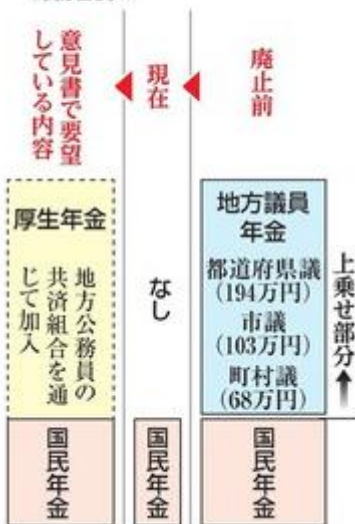 廃止前
現在
意見書で要望
している内容
地方議員
年金
都道府県議
(194万円)
市議
(103万円)
町村議
(68万円)
上乗せ部分
国民年金
なし
国民年金
厚生年金
地方公務員の
共済組合を通
じて加入
国民年金